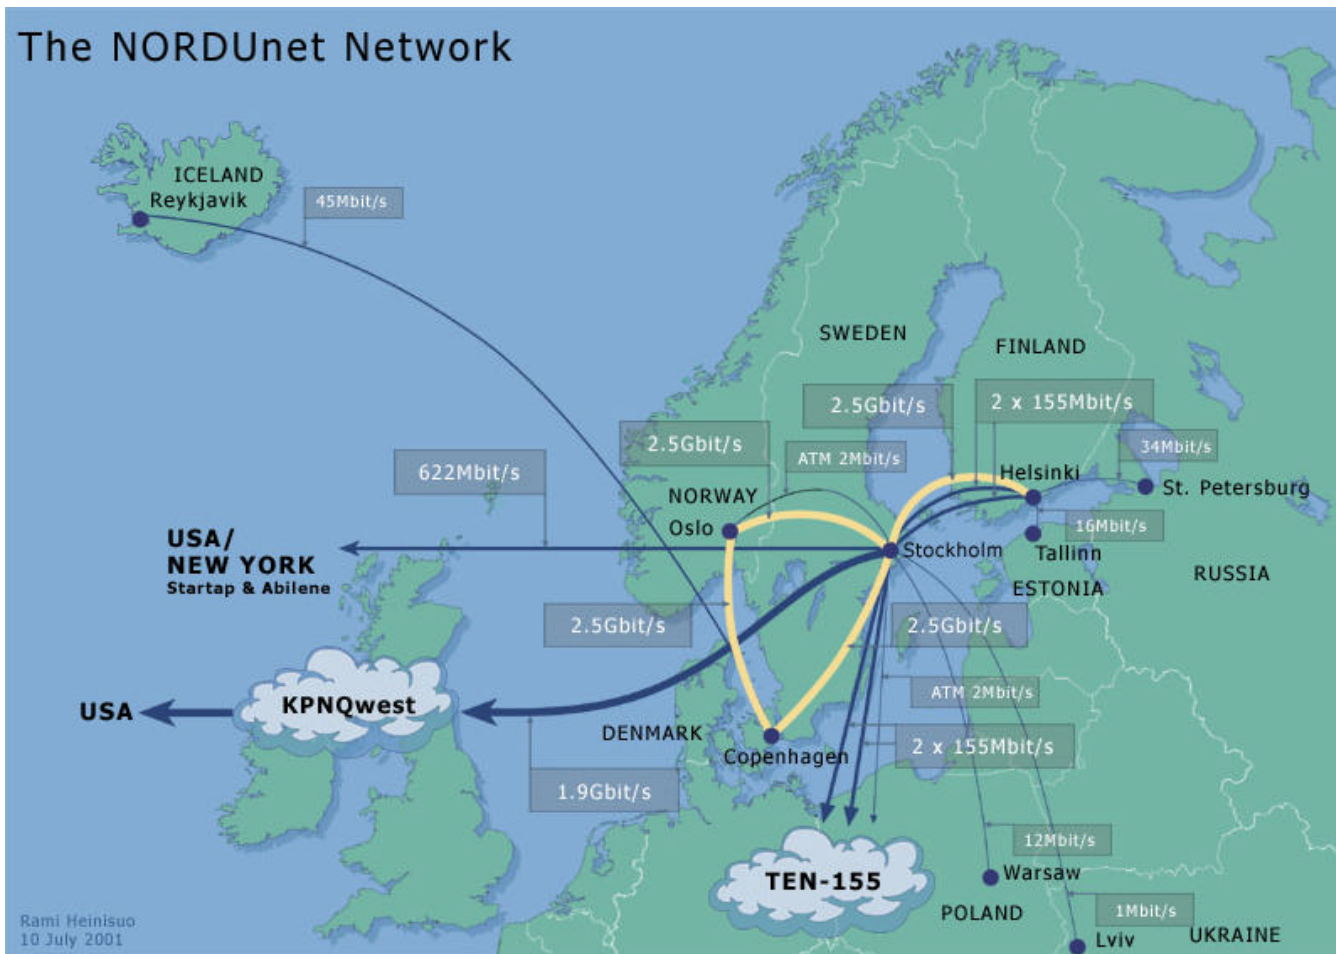 The NORDUnet Network
ICELAND
Reykjavik
45Mbit/s
SWEDEN
FINLAND
2.5Gbit/s
2 x 155Mbit/s
2.5Gbit/s
ATM 2Mbit/s
34Mbit/s
622Mbit/s
Helsinki
St. Petersburg
NORWAY
Oslo
16Mbit/s
USA/
NEW YORK
Startap & Abilene
Stockholm
Tallinn
ESTONIA
RUSSIA
2.5Gbit/s
2.5Gbit/s
ATM 2Mbit/s
KPNQwest
USA
DENMARK
Copenhagen
2 x 155Mbit/s
1.9Gbit/s
12Mbit/s
TEN-155
Warsaw
POLAND
1Mbit/s
Lviv
UKRAINE
Rami Heinisuo
10 July 2001